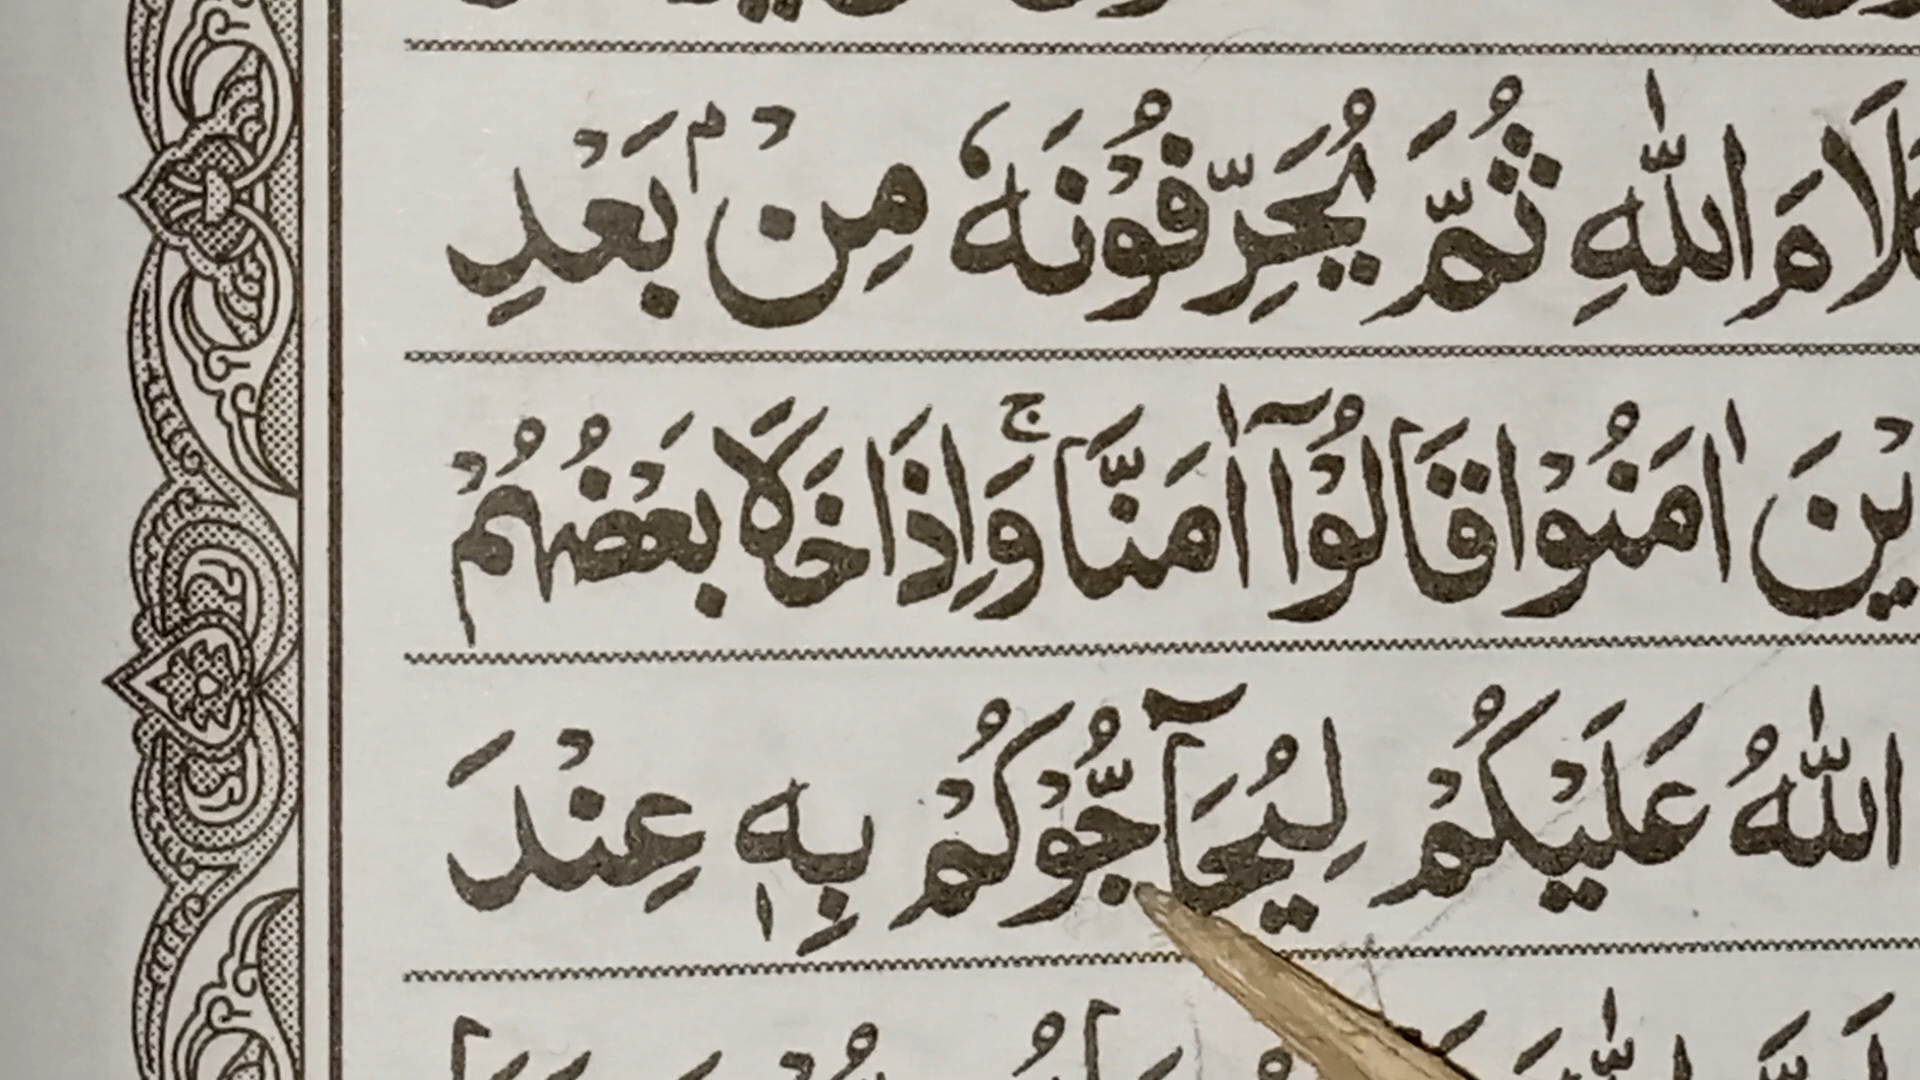 كَلَامَ اللّٰهِ ثُمَّ يُحَرِّفُوْنَهٗ مِنْۢ بَعْدِ
اٰمَنُوْا قَالُوْٓا اٰمَنَّا ۚ وَاِذَا خَلَا بَعْضُهُمْ
اللّٰهُ عَلَيْكُمْ لِيُحَآجُّوْكُمْ بِهٖ عِنْدَ